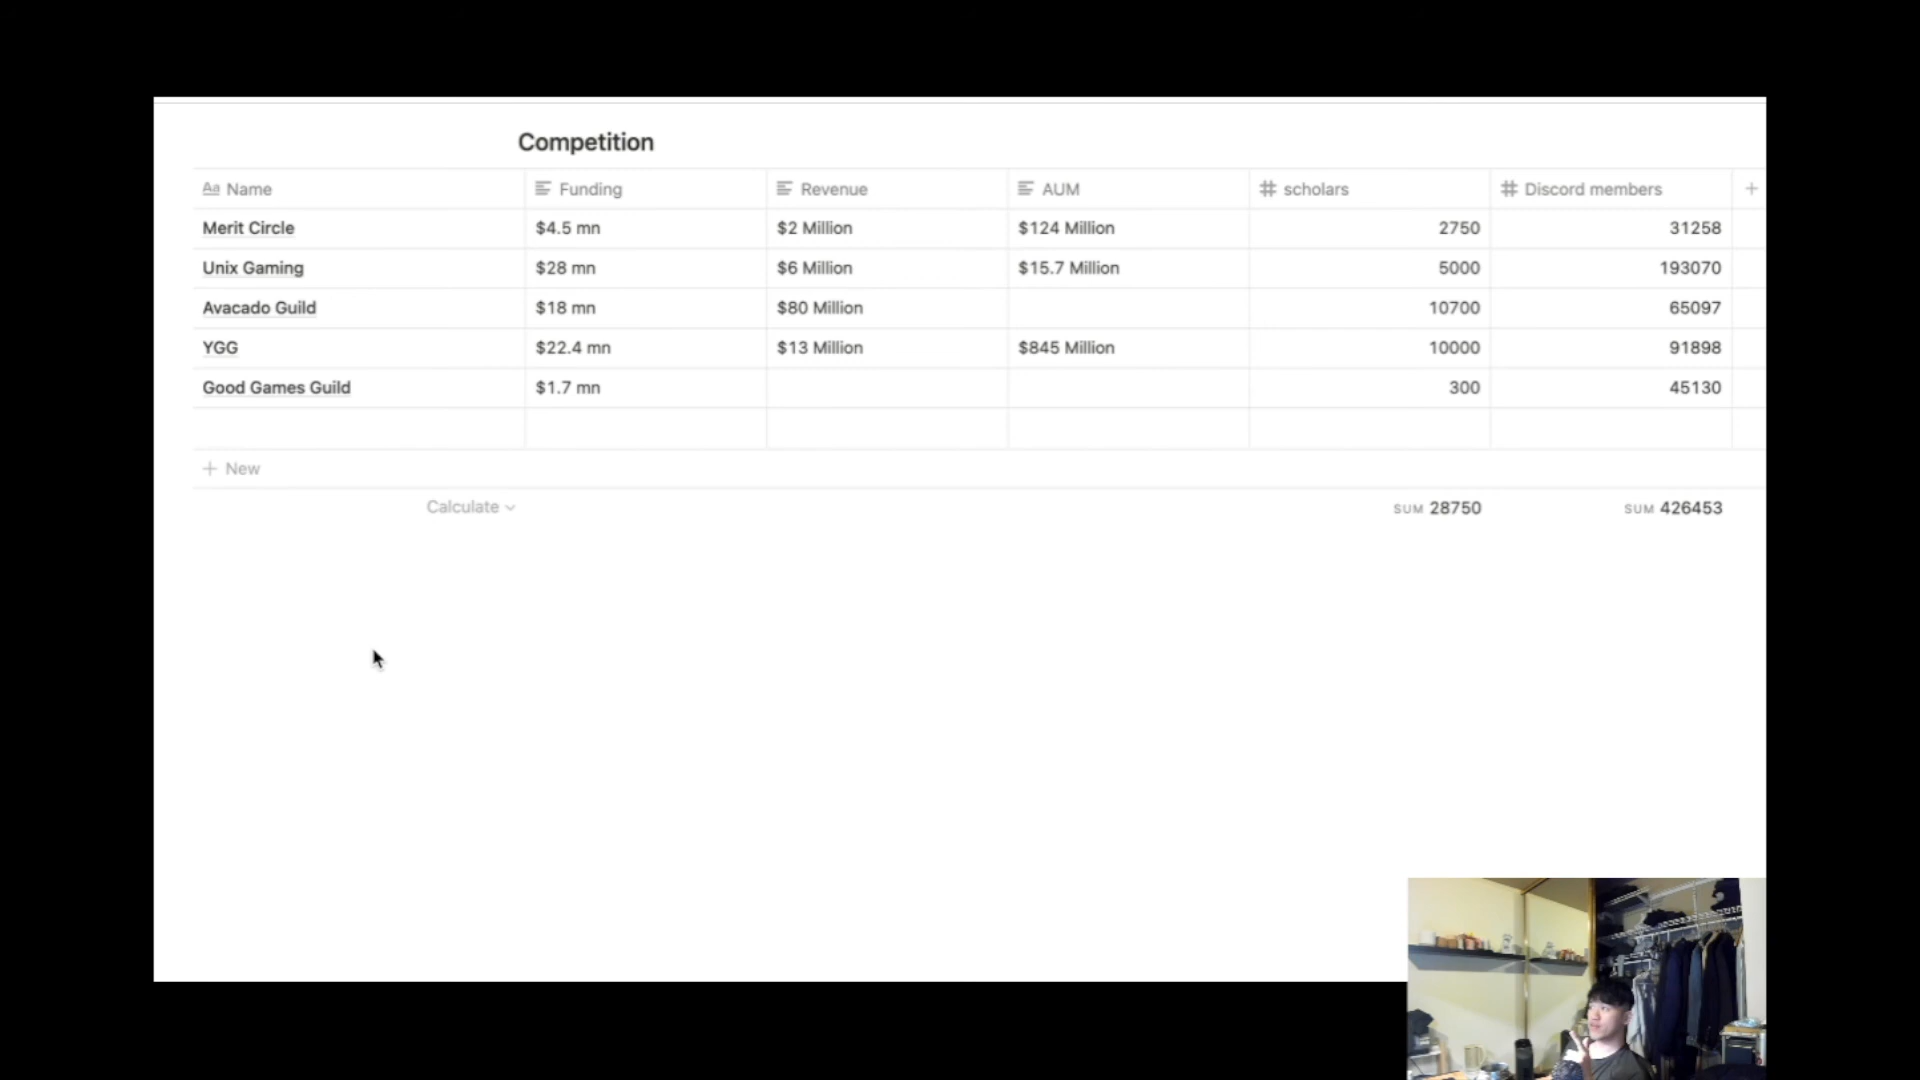 Competition
Aa Name Funding Revenue AUM # scholars # Discord members +
Merit Circle $4.5 mn $2 Million $124 Million 2750 31258
Unix Gaming $28 mn $6 Million $15.7 Million 5000 193070
Avacado Guild $18 mn $80 Million 10700 65097
YGG $22.4 mn $13 Million $845 Million 10000 91898
Good Games Guild $1.7 mn 300 45130
+ New
Calculate SUM 28750 SUM 426453